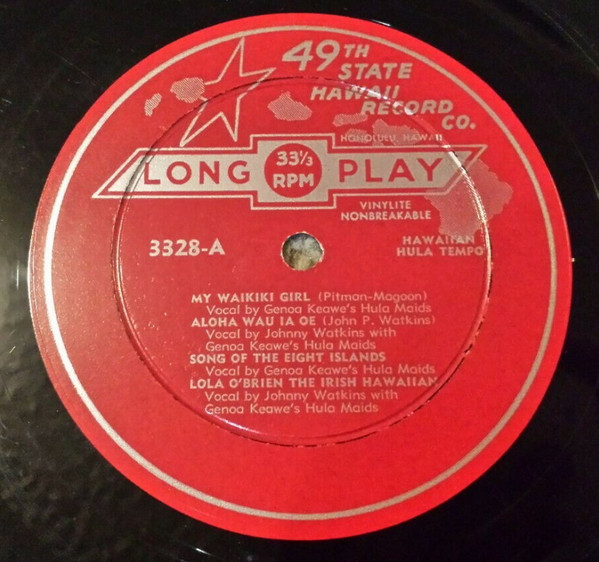 49TH
STATE
HAWAII
RECORD
CO.
HONOLULU, HAWAII
LONG 33⅓ RPM PLAY
VINYLITE
NONBREAKABLE
3328-A
HAWAIIAN
HULA TEMPO
MY WAIKIKI GIRL (Pitman-Magoon)
Vocal by Genoa Keawe's Hula Maids
ALOHA WAU IA OE (John P. Watkins)
Vocal by Johnny Watkins with
Genoa Keawe's Hula Maids
SONG OF THE EIGHT ISLANDS
Vocal by Genoa Keawe's Hula Maids
LOLA O'BRIEN THE IRISH HAWAIIAN
Vocal by Johnny Watkins with
Genoa Keawe's Hula Maids